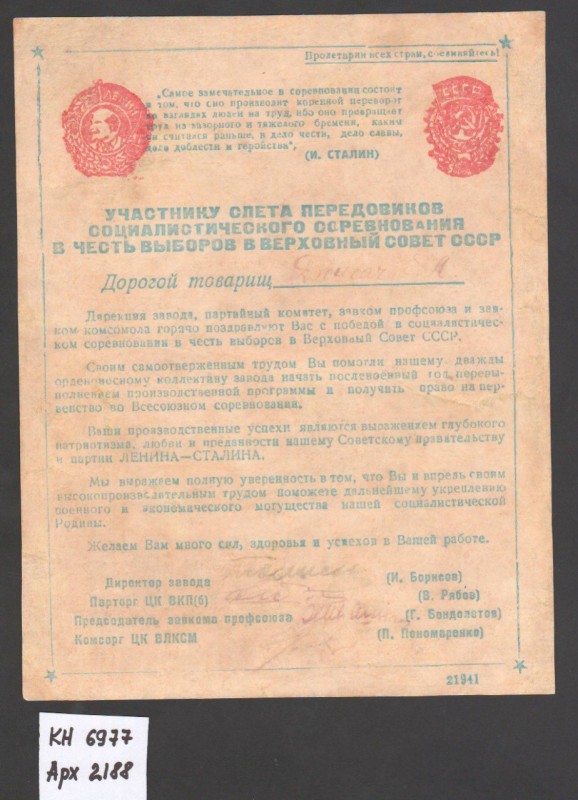 Пролетарии всех стран, соединяйтесь!
„Самое замечательное в соревновании состоит
в том, что оно производит коренной переворот
во взглядах людей на труд, ибо оно превращает
труд из зазорного и тяжелого бремени, каким
он считался раньше, в дело чести, дело славы,
дело доблести и геройства",
(И. СТАЛИН)
СССР
УЧАСТНИКУ СЛЕТА ПЕРЕДОВИКОВ
СОЦИАЛИСТИЧЕСКОГО СОРЕВНОВАНИЯ
В ЧЕСТЬ ВЫБОРОВ В ВЕРХОВНЫЙ СОВЕТ СССР
Дорогой товарищ
Дирекция завода, партийный комитет, завком профсоюза и зав-
ком комсомола горячо поздравляют Вас с победой в социалистичес-
ком соревновании в честь выборов в Верховный Совет СССР.
Своим самоотверженным трудом Вы помогли нашему дважды
орденоносному коллективу завода начать послевоенный год перевы-
полнением производственной программы и получить право на пер-
венство во Всесоюзном соревновании.
Ваши производственные успехи являются выражением глубокого
патриотизма, любви и преданности нашему Советскому правительству
и партии ЛЕНИНА—СТАЛИНА.
Мы выражаем полную уверенность в том, что Вы и впредь своим
высокопроизводительным трудом поможете дальнейшему укреплению
военного и экономического могущества нашей социалистической
Родины.
Желаем Вам много сил, здоровья и успехов в Вашей работе.
Директор завода (И. Борисов)
Парторг ЦК ВКП(б) (В. Рябов)
Председатель завкома профсоюза (Г. Бандолетов)
Комсорг ЦК ВЛКСМ (П. Пономаренко)
21941
КН 6977
Арх 2188